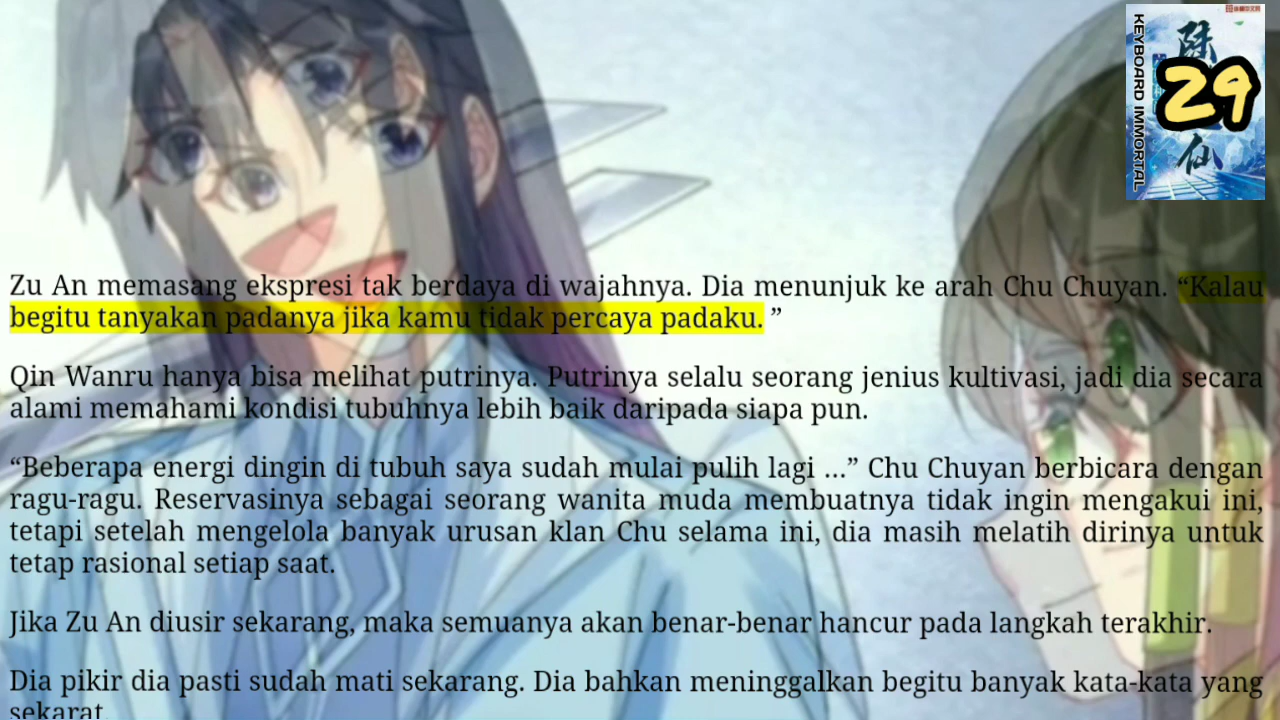 KEYBOARD IMMORTAL
29
仙
Zu An memasang ekspresi tak berdaya di wajahnya. Dia menunjuk ke arah Chu Chuyan. “Kalau
begitu tanyakan padanya jika kamu tidak percaya padaku. ”
Qin Wanru hanya bisa melihat putrinya. Putrinya selalu seorang jenius kultivasi, jadi dia secara
alami memahami kondisi tubuhnya lebih baik daripada siapa pun.
“Beberapa energi dingin di tubuh saya sudah mulai pulih lagi ...” Chu Chuyan berbicara dengan
ragu-ragu. Reservasinya sebagai seorang wanita muda membuatnya tidak ingin mengakui ini,
tetapi setelah mengelola banyak urusan klan Chu selama ini, dia masih melatih dirinya untuk
tetap rasional setiap saat.
Jika Zu An diusir sekarang, maka semuanya akan benar-benar hancur pada langkah terakhir.
Dia pikir dia pasti sudah mati sekarang. Dia bahkan meninggalkan begitu banyak kata-kata yang
sekarat.